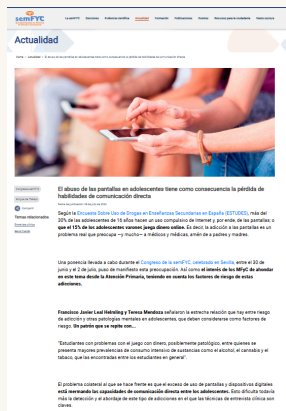 semFYC
Actualidad
El abuso de las pantallas en adolescentes tiene como consecuencia la pérdida de
habilidades de comunicación directa
Según la Encuesta Sobre Uso de Drogas en Enseñanzas Secundarias en España (ESTUDES), más del
30% de los adolescentes de 16 años hacen un uso compulsivo de internet y, por ende, de las pantallas; o
que el 15% de los adolescentes varones juega dinero online. Es decir, la adicción a las pantallas es un
problema real que preocupa —y mucho— a médicos y médicas, amén de a padres y madres.
Una ponencia llevada a cabo durante el Congreso de la semFYC, celebrado en Sevilla, entre el 30 de
junio y el 2 de julio, puso de manifiesto esta preocupación. Así como el interés de los MFyC de ahondar
en este tema desde la Atención Primaria, teniendo en cuenta los factores de riesgo de estas
adicciones.
Francisco Javier Leal Helmling y Teresa Mendoza señalaron la estrecha relación que hay entre riesgo
de adicción y otras patologías mentales en adolescentes, que deben considerarse como factores de
riesgo. Un patrón que se repite con...
"Estudiantes con problemas con el juego con dinero, posiblemente patológico, entre quienes se
presenta mayores prevalencias de consumo intensivo de sustancias como el alcohol, el cannabis y el
tabaco, que las encontradas entre los estudiantes en general".
El problema colateral al que se hace frente es que el exceso de uso de pantallas y dispositivos digitales
está mermando las capacidades de comunicación directa entre los adolescentes. Esto dificulta todavía
más la detección y el abordaje de este tipo de adicciones en el que las técnicas de entrevista clínica son
claves.
Temas relacionados